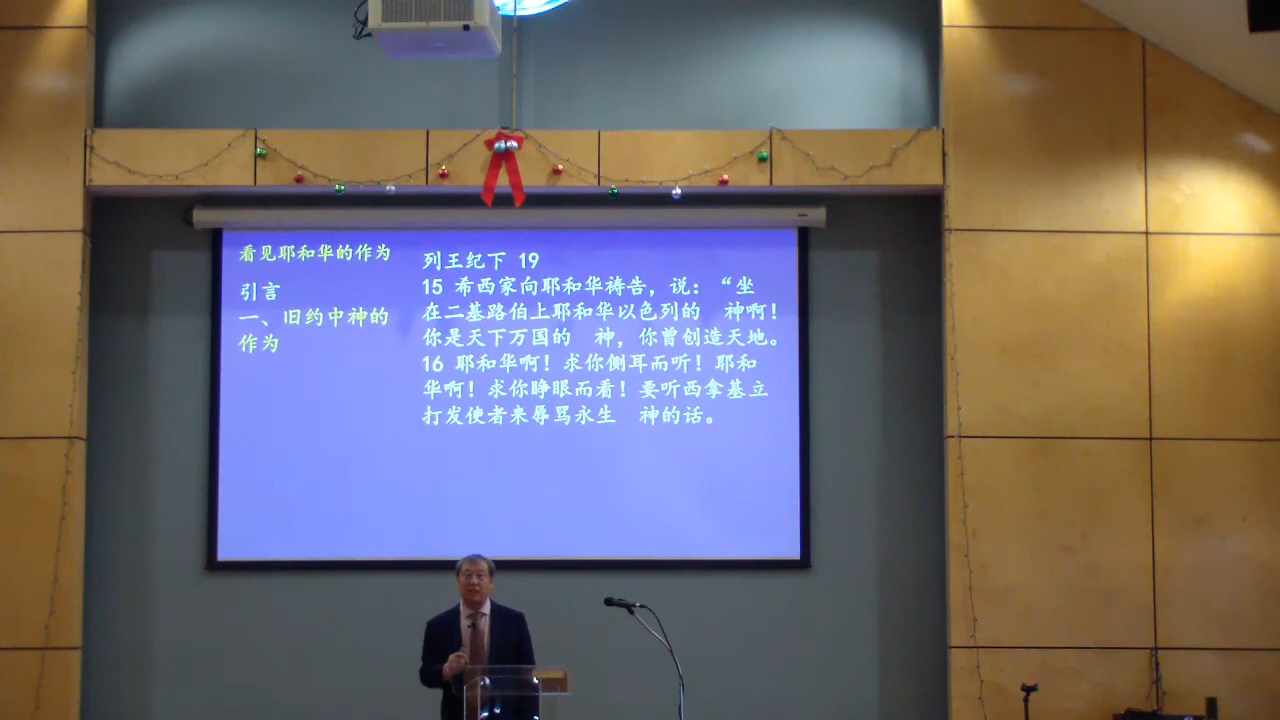 看见耶和华的作为
引言
一、旧约中神的
作为
列王纪下 19
15 希西家向耶和华祷告，说：“坐
在二基路伯上耶和华以色列的　神啊！
你是天下万国的　神，你曾创造天地。
16 耶和华啊！求你侧耳而听！耶和
华啊！求你睁眼而看！要听西拿基立
打发使者来辱骂永生　神的话。